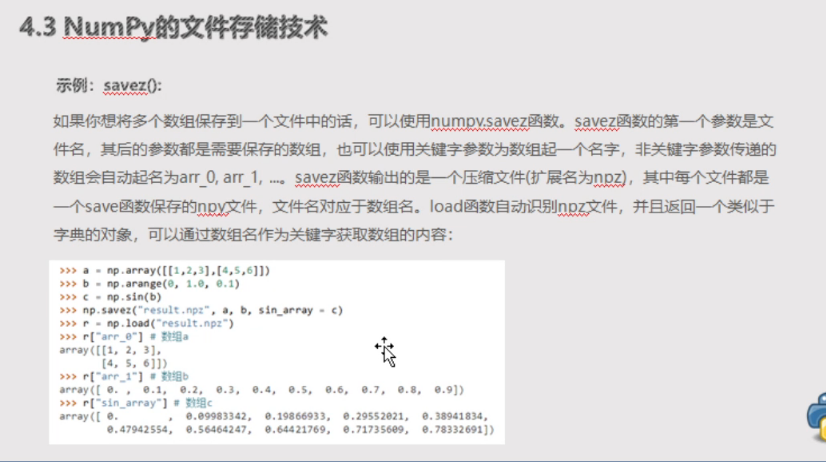 4.3 NumPy的文件存储技术
示例：savez():
如果你想将多个数组保存到一个文件中的话，可以使用numpy.savez函数。savez函数的第一个参数是文
件名，其后的参数都是需要保存的数组，也可以使用关键字参数为数组起一个名字，非关键字参数传递的
数组会自动起名为arr_0, arr_1, ...。savez函数输出的是一个压缩文件(扩展名为npz)，其中每个文件都是
一个save函数保存的npy文件，文件名对应于数组名。load函数自动识别npz文件，并且返回一个类似于
字典的对象，可以通过数组名作为关键字获取数组的内容：
>>> a = np.array([[1,2,3],[4,5,6]])
>>> b = np.arange(0, 1.0, 0.1)
>>> c = np.sin(b)
>>> np.savez("result.npz", a, b, sin_array = c)
>>> r = np.load("result.npz")
>>> r["arr_0"] # 数组a
array([[1, 2, 3],
       [4, 5, 6]])
>>> r["arr_1"] # 数组b
array([ 0. ,  0.1,  0.2,  0.3,  0.4,  0.5,  0.6,  0.7,  0.8,  0.9])
>>> r["sin_array"] # 数组c
array([ 0.        ,  0.09983342,  0.19866933,  0.29552021,  0.38941834,
        0.47942554,  0.56464247,  0.64421769,  0.71735609,  0.78332691])